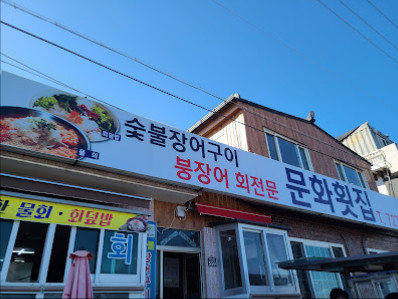 숯불장어구이
붕장어 회전문 문화횟집
물회·회덮밥
회